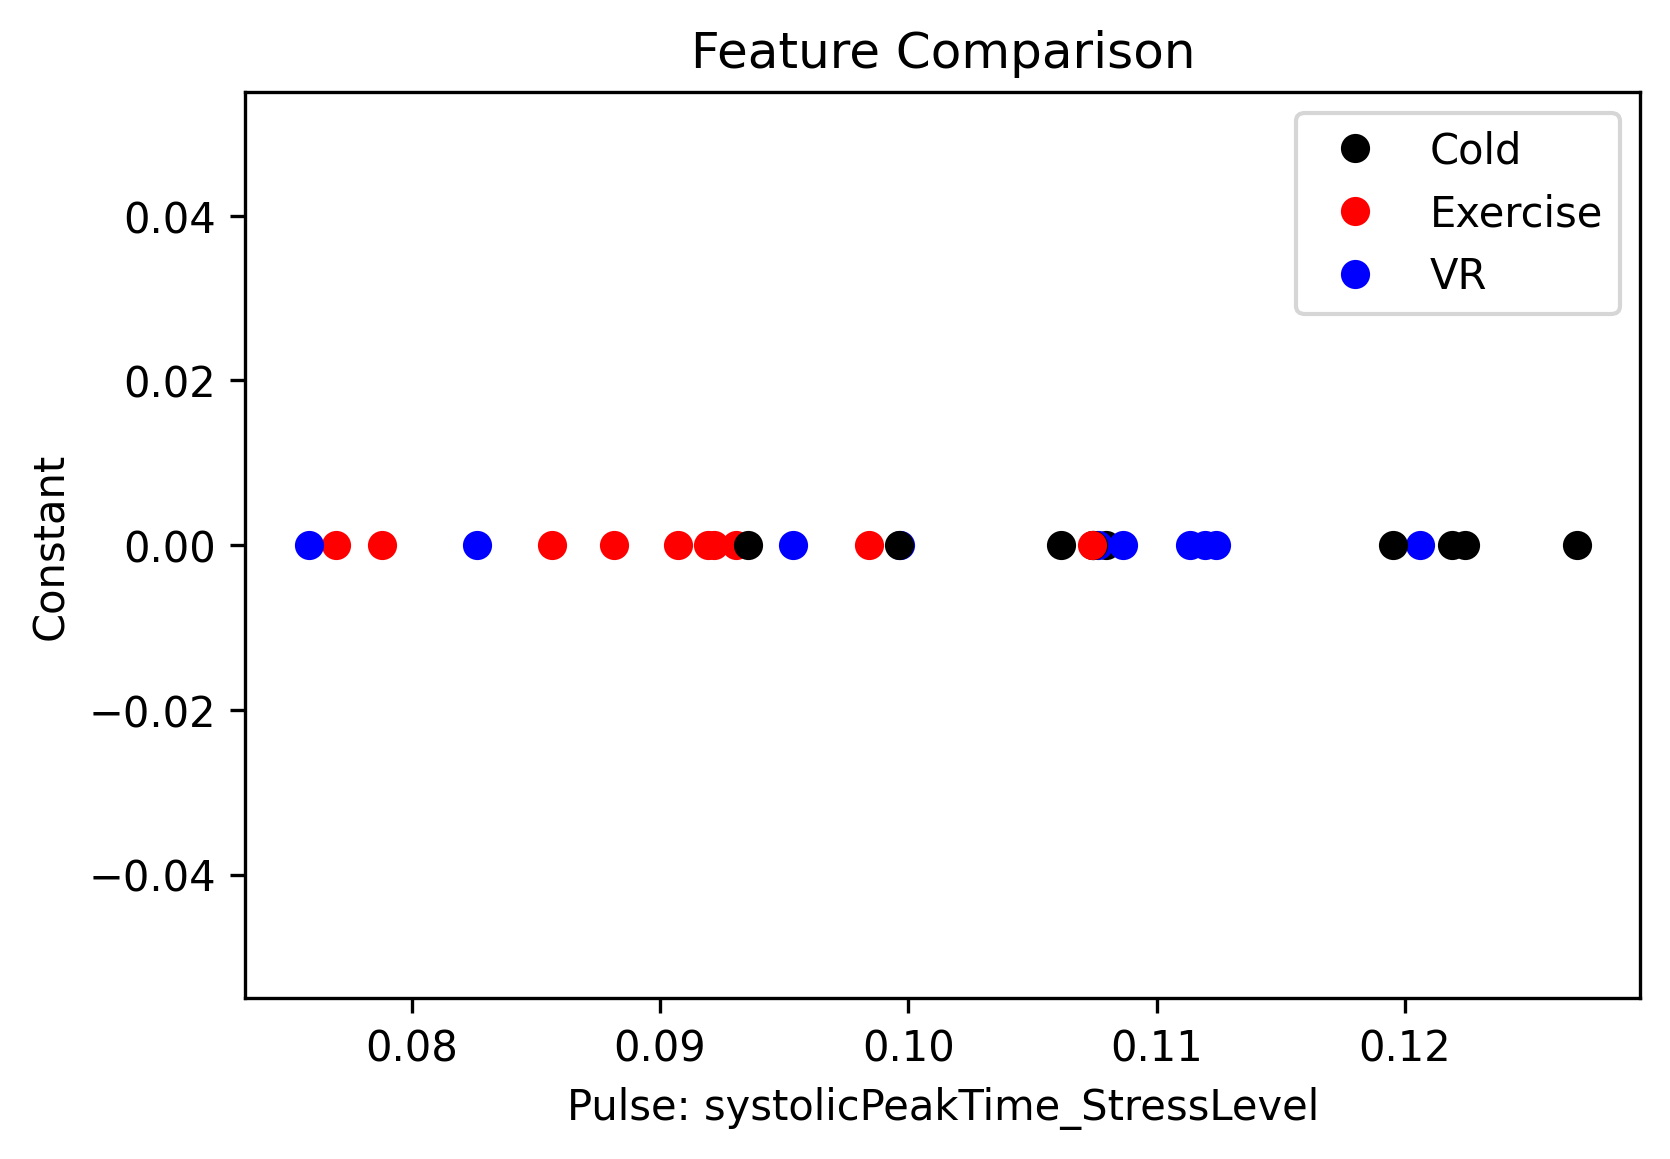 Feature Comparison
Cold
Exercise
VR
0.04
0.02
0.00
−0.02
−0.04
Constant
0.08
0.09
0.10
0.11
0.12
Pulse: systolicPeakTime_StressLevel